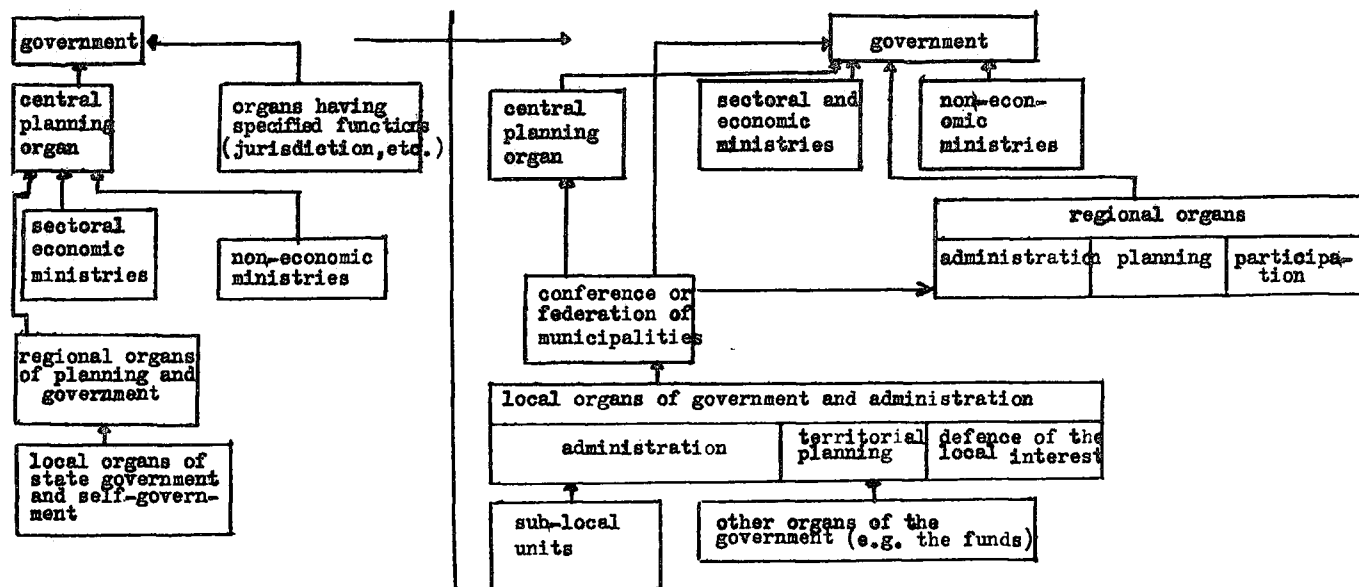 government
central
planning
organ
organs having
specified functions
(jurisdiction, etc.)
sectoral
economic
ministries
non-economic
ministries
regional organs
of planning and
government
local organs of
state government
and self-govern-
ment
government
central
planning
organ
sectoral and
economic
ministries
non-econ-
omic
ministries
regional organs
administration
planning
participa-
tion
conference or
federation of
municipalities
local organs of government and administration
administration
territorial
planning
defence of the
local interest
sub-local
units
other organs of the
government (e.g. the funds)